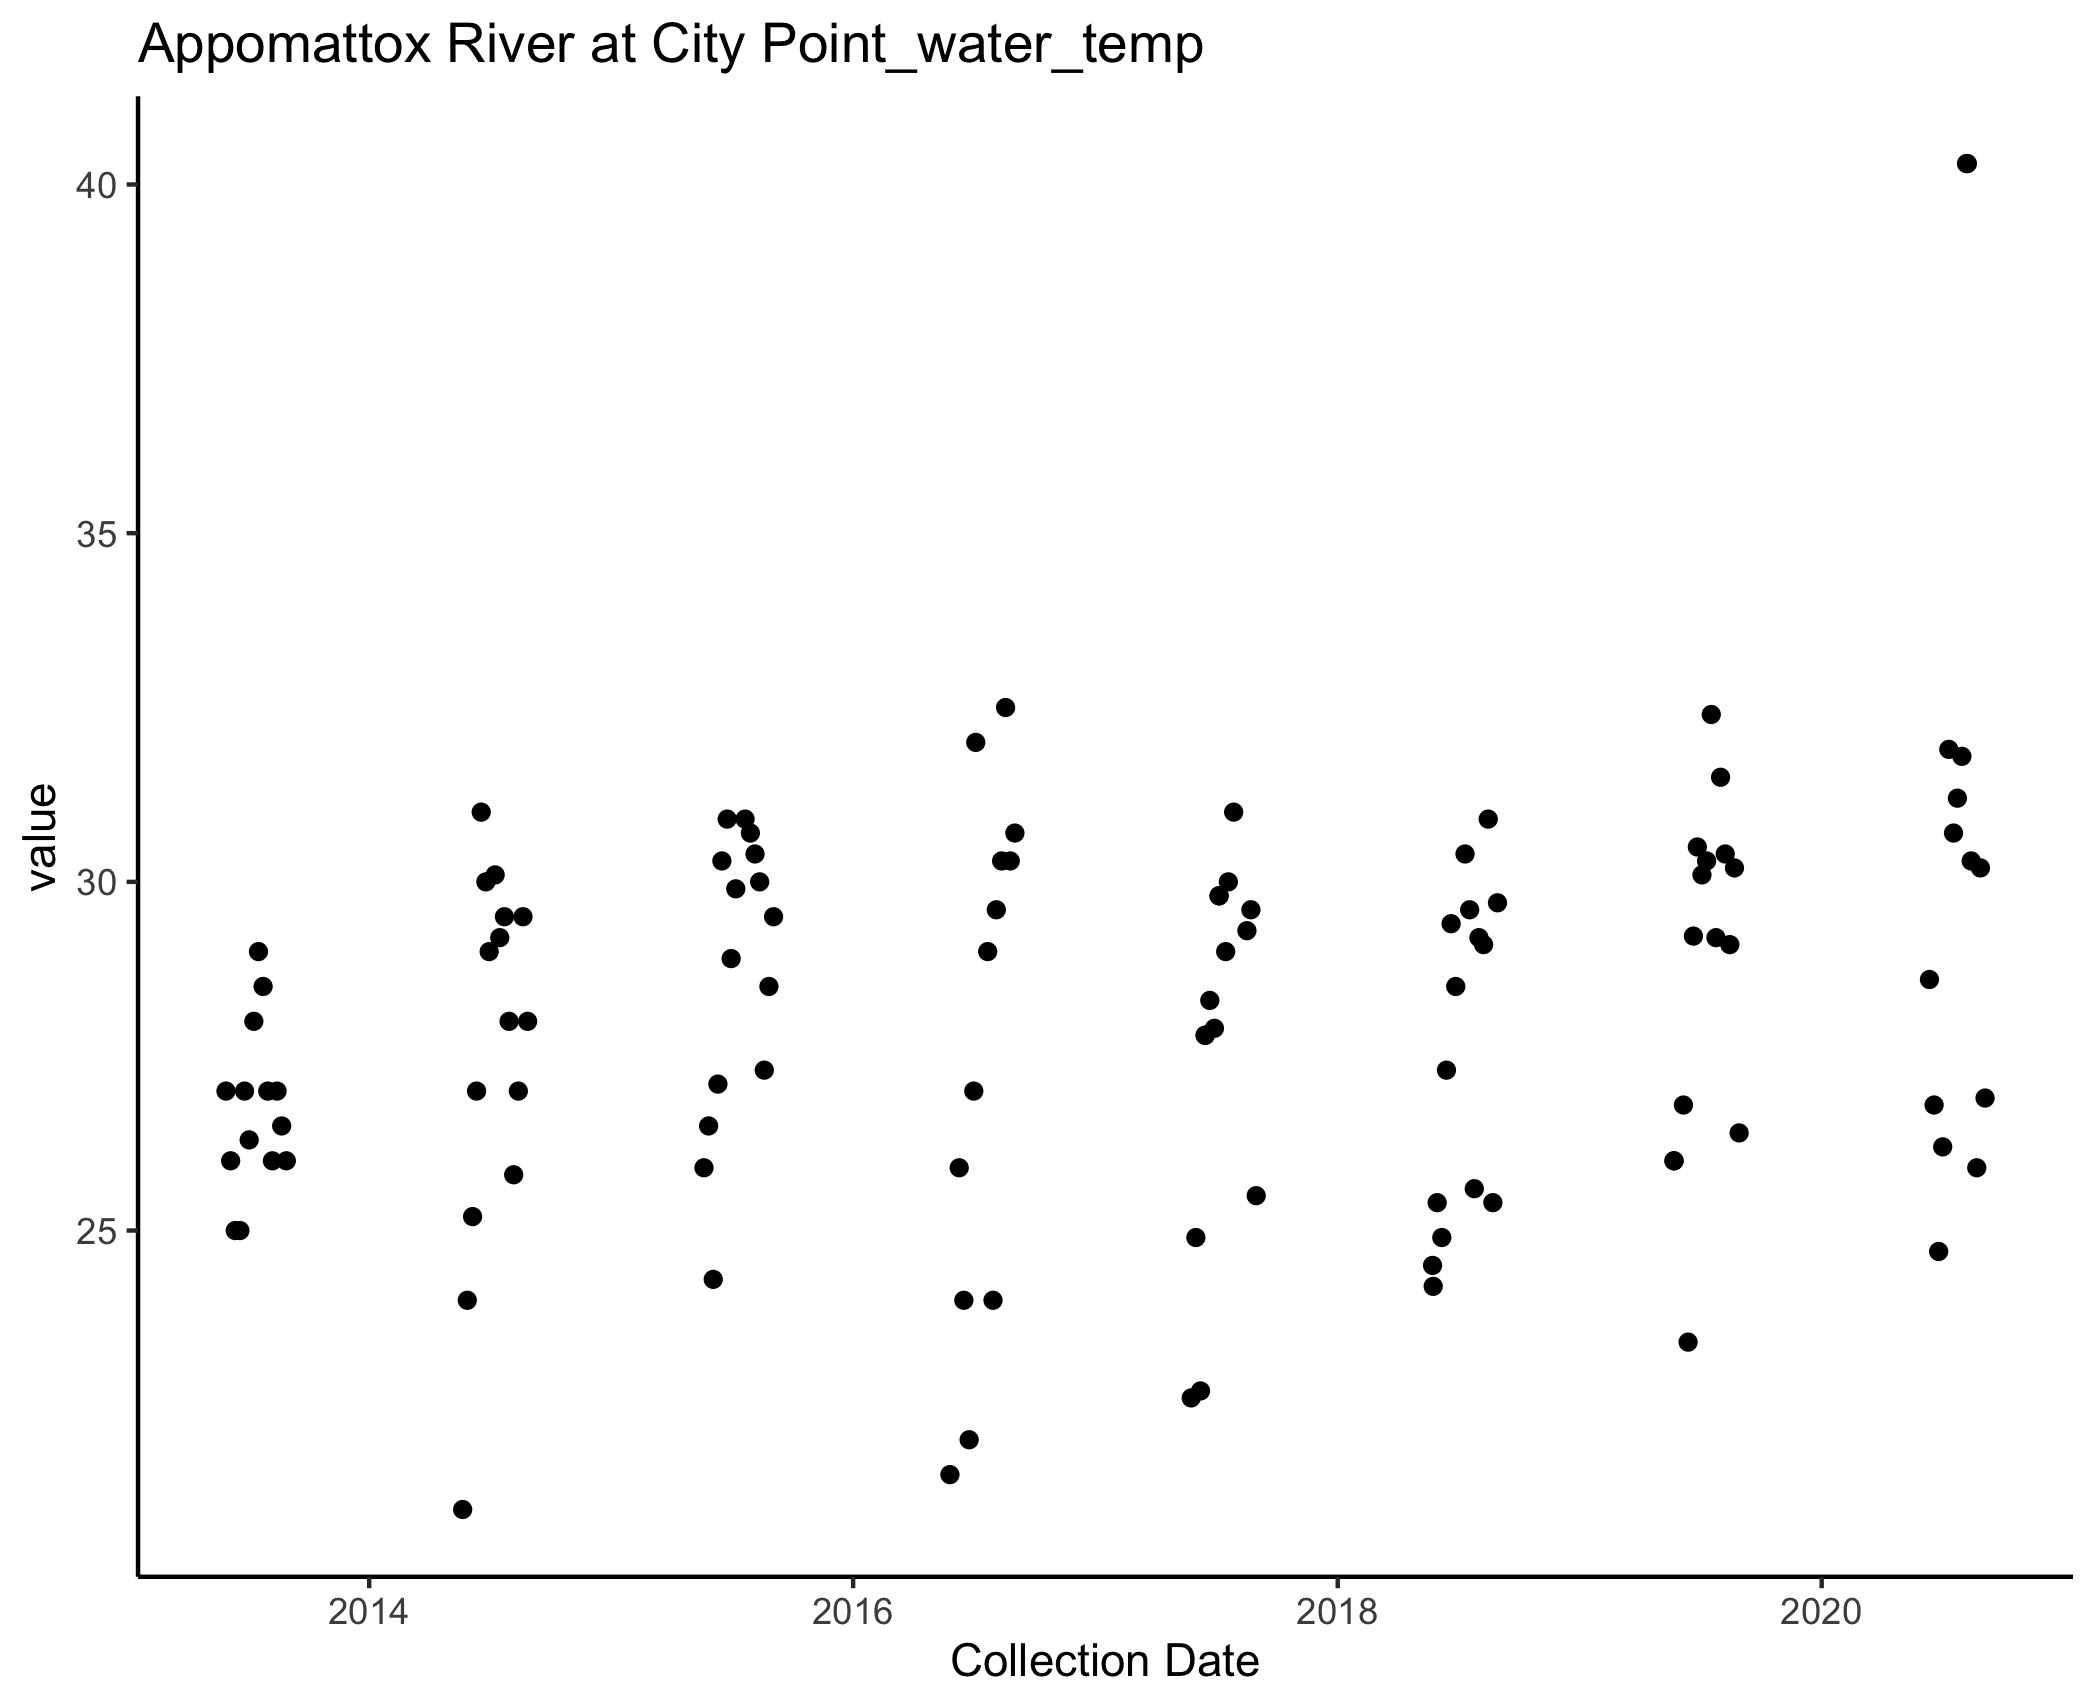 Appomattox River at City Point_water_temp
40
35
30
25
value
2014 2016 2018 2020
Collection Date